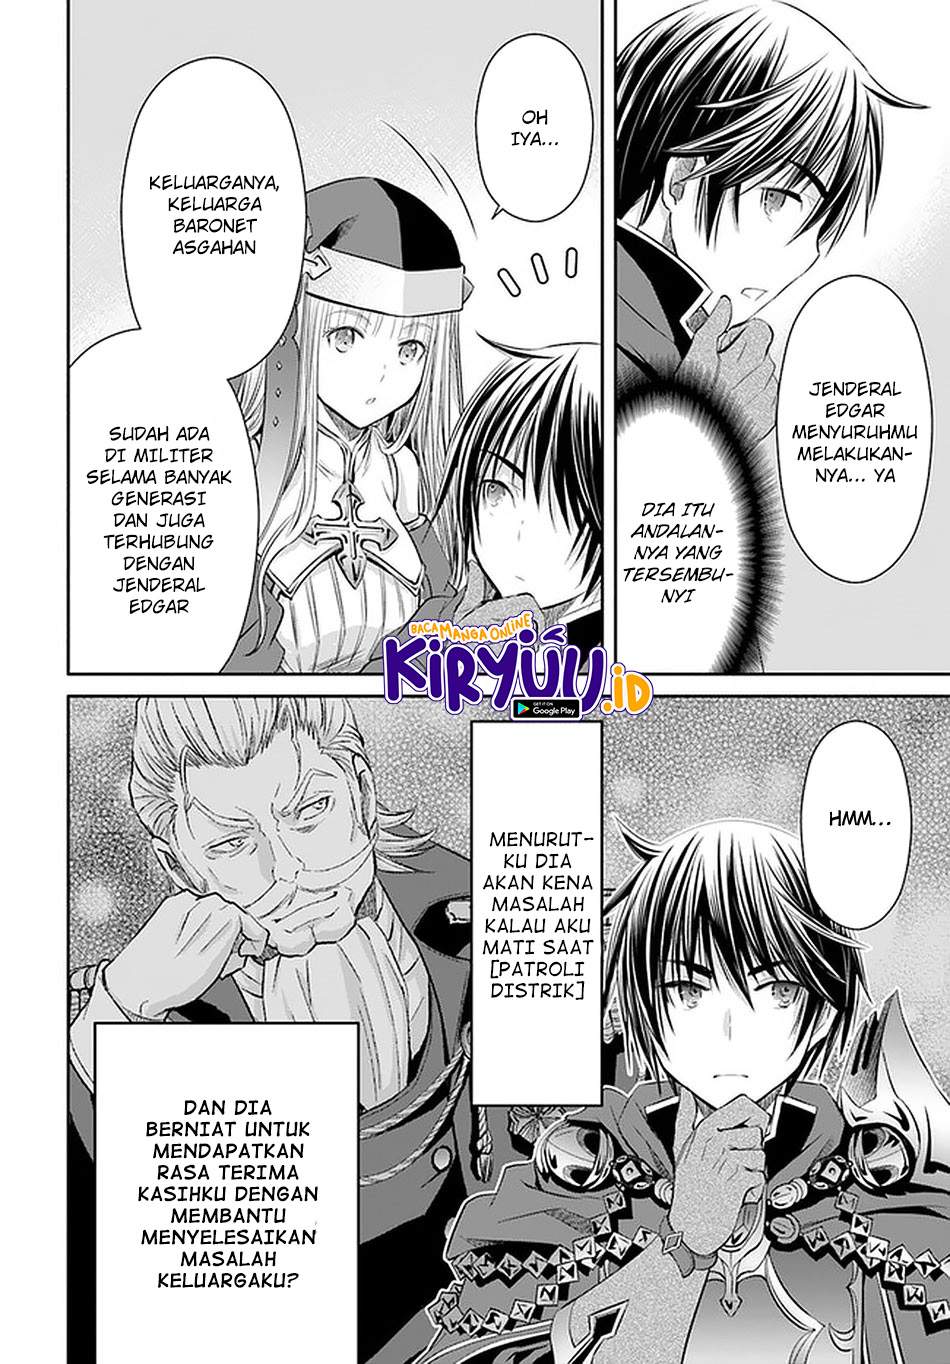 JENDERAL
EDGAR
MENYURUHMU
MELAKUKAN-
NYA... YA
DIA ITU
ANDALAN-
NYA YANG
TERSEMBU-
NYI
OH
IYA...
KELUARGANYA,
KELUARGA
BARONET
ASGAHAN
SUDAH ADA
DI MILITER
SELAMA BANYAK
GENERASI
DAN JUGA
TERHUBUNG
DENGAN
JENDERAL
EDGAR
BACA MANGA ONLINE
KIRYUU.ID
GET IT ON
Google Play
HMM...
MENURUT-
KU DIA
AKAN KENA
MASALAH
KALAU AKU
MATI SAAT
[PATROLI
DISTRIK]
DAN DIA
BERNIAT UNTUK
MENDAPATKAN
RASA TERIMA
KASIHKU DENGAN
MEMBANTU
MENYELESAIKAN
MASALAH
KELUARGAKU?